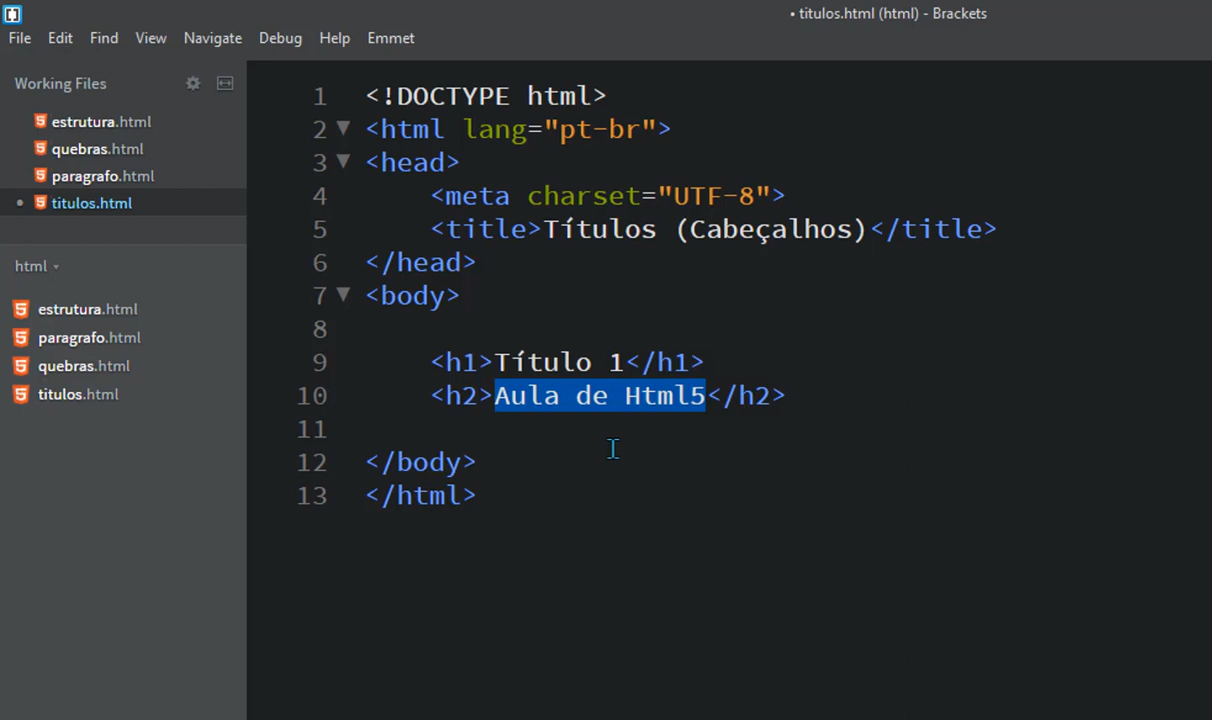 • titulos.html (html) - Brackets
File Edit Find View Navigate Debug Help Emmet
Working Files
estrutura.html
quebras.html
paragrafo.html
• titulos.html
html
estrutura.html
paragrafo.html
quebras.html
titulos.html
1 <!DOCTYPE html>
2 <html lang="pt-br">
3 <head>
4 <meta charset="UTF-8">
5 <title>Títulos (Cabeçalhos)</title>
6 </head>
7 <body>
8
9 <h1>Título 1</h1>
10 <h2>Aula de Html5</h2>
11
12 </body>
13 </html>